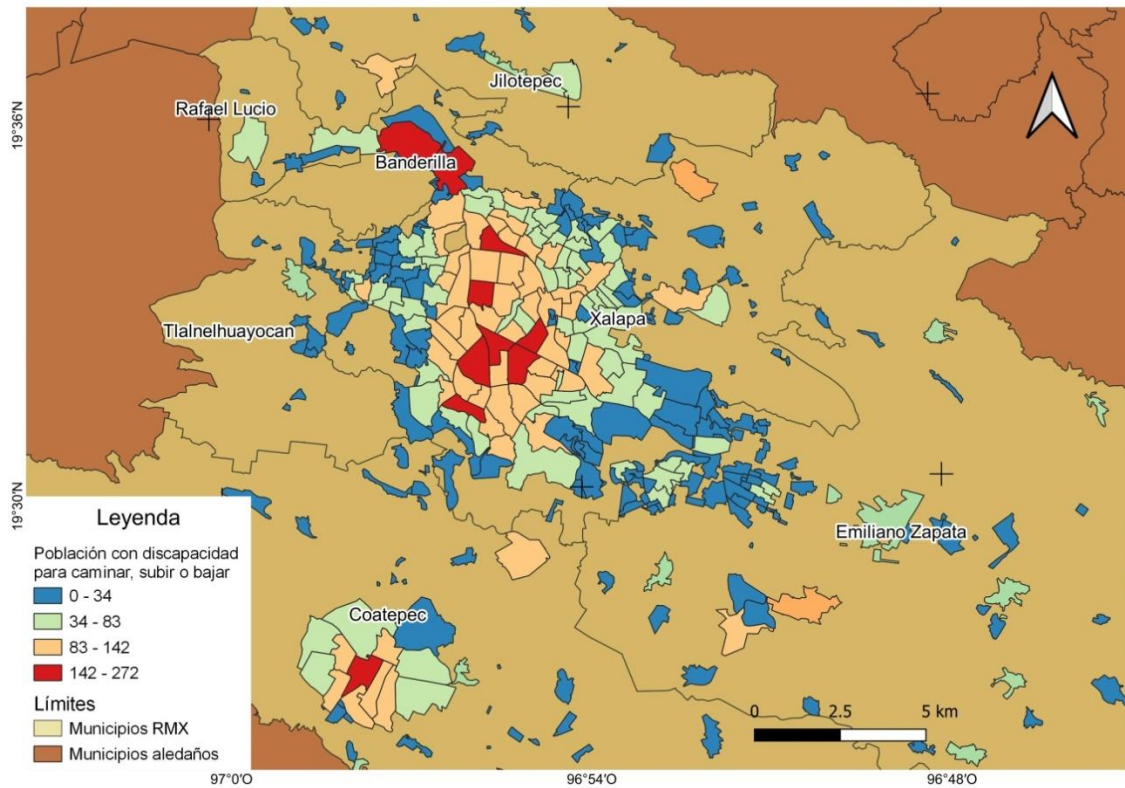 Jilotepec
Rafael Lucio
19°36'N
Banderilla
Xalapa
Tlalnelhuayocan
19°30'N
Emiliano Zapata
Coatepec
Leyenda
Población con discapacidad
para caminar, subir o bajar
0 - 34
34 - 83
83 - 142
142 - 272
Límites
Municipios RMX
Municipios aledaños
0 2.5 5 km
97°0'O 96°54'O 96°48'O